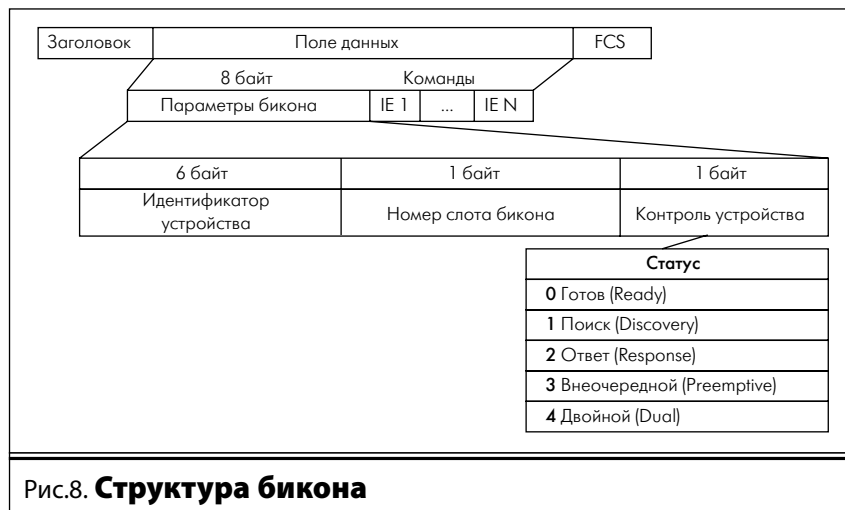 Заголовок Поле данных FCS
8 байт Команды
Параметры бикона IE 1 ... IE N
6 байт 1 байт 1 байт
Идентификатор
устройства
Номер слота бикона Контроль устройства
Статус
0 Готов (Ready)
1 Поиск (Discovery)
2 Ответ (Response)
3 Внеочередной (Preemptive)
4 Двойной (Dual)
Рис.8. Структура бикона